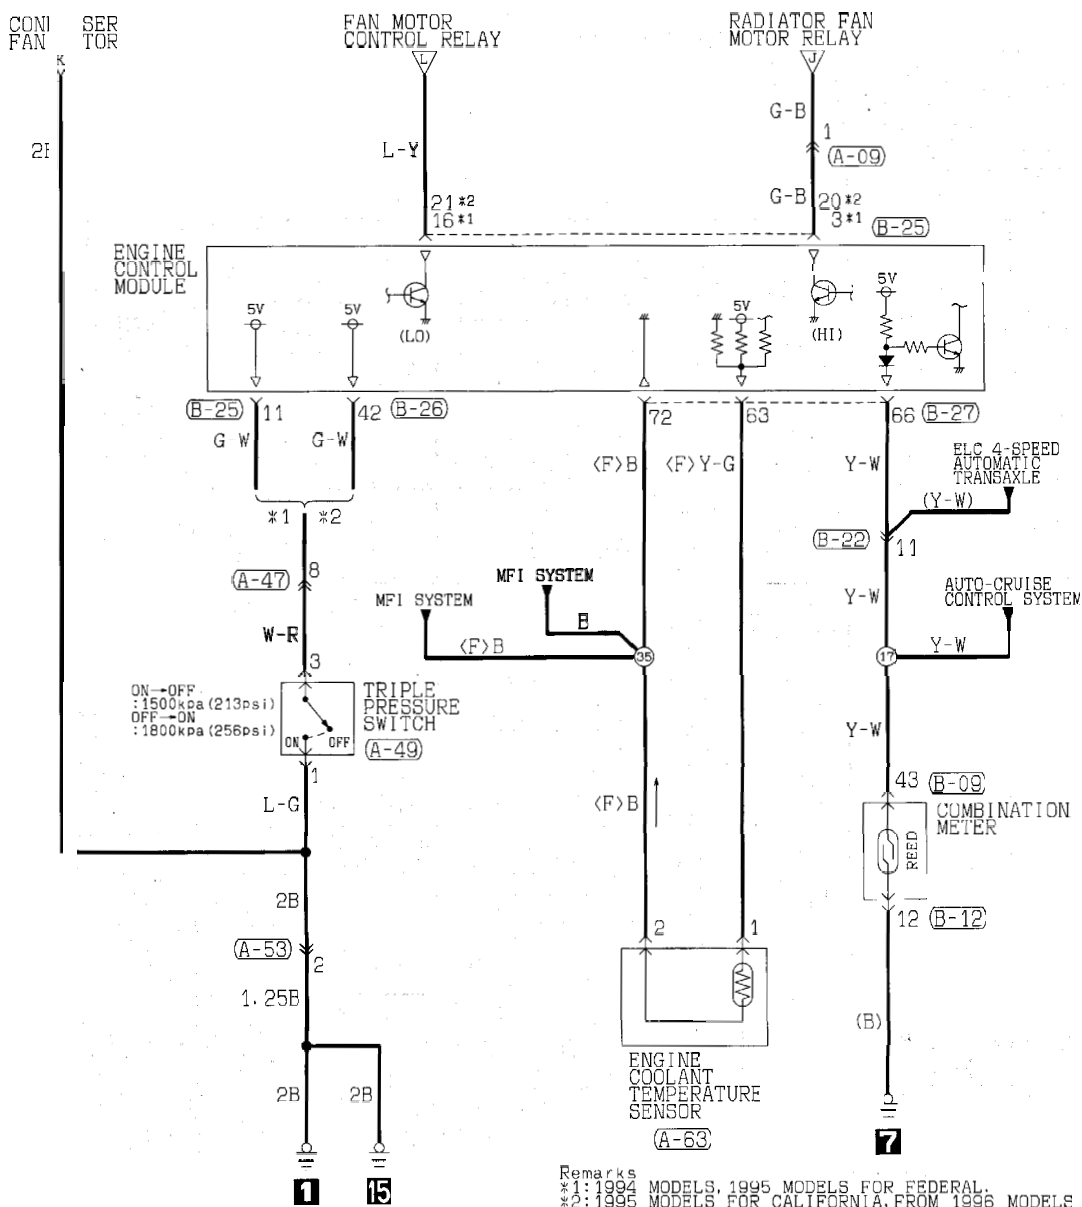 CON SER
FAN TOR
K
FAN MOTOR
CONTROL RELAY
L
RADIATOR FAN
MOTOR RELAY
J
G-B
1
A-09
L-Y
G-B
21*2
16*1
20*2
3*1
B-25
ENGINE
CONTROL
MODULE
5V
5V
(LO)
5V
(HI)
5V
B-25
11
42
B-26
72
63
66
B-27
G W
G-W
<F>B
<F>Y-G
Y-W
ELC 4-SPEED
AUTOMATIC
TRANSAXLE
(Y-W)
*1
*2
B-22
11
A-47
8
MFI SYSTEM
MFI SYSTEM
B
<F>B
35
Y-W
AUTO-CRUISE
CONTROL SYSTEM
Y-W
17
W-R
3
ON→OFF
:1500kpa(213psi)
OFF→ON
:1800kpa(256psi)
ON
OFF
TRIPLE
PRESSURE
SWITCH
A-49
1
Y-W
L-G
<F>B
43
B-09
COMBINATION
METER
REED
12
B-12
2B
A-53
2
1.25B
2
1
(B)
ENGINE
COOLANT
TEMPERATURE
SENSOR
A-63
2B
2B
1
15
7
Remarks
*1:1994 MODELS,1995 MODELS FOR FEDERAL.
*2:1995 MODELS FOR CALIFORNIA,FROM 1996 MODELS